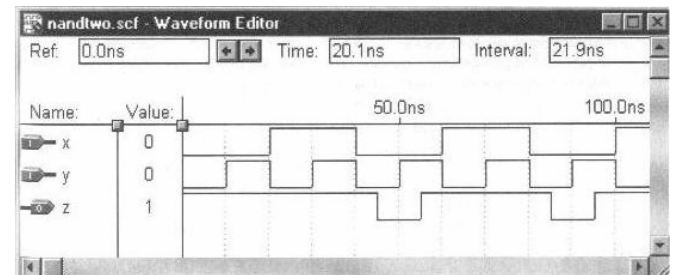 nandtwo.scf - Waveform Editor
Ref: 0.0ns Time: 20.1ns Interval: 21.9ns
Name: Value: 50.0ns 100.0ns
x 0
y 0
z 1